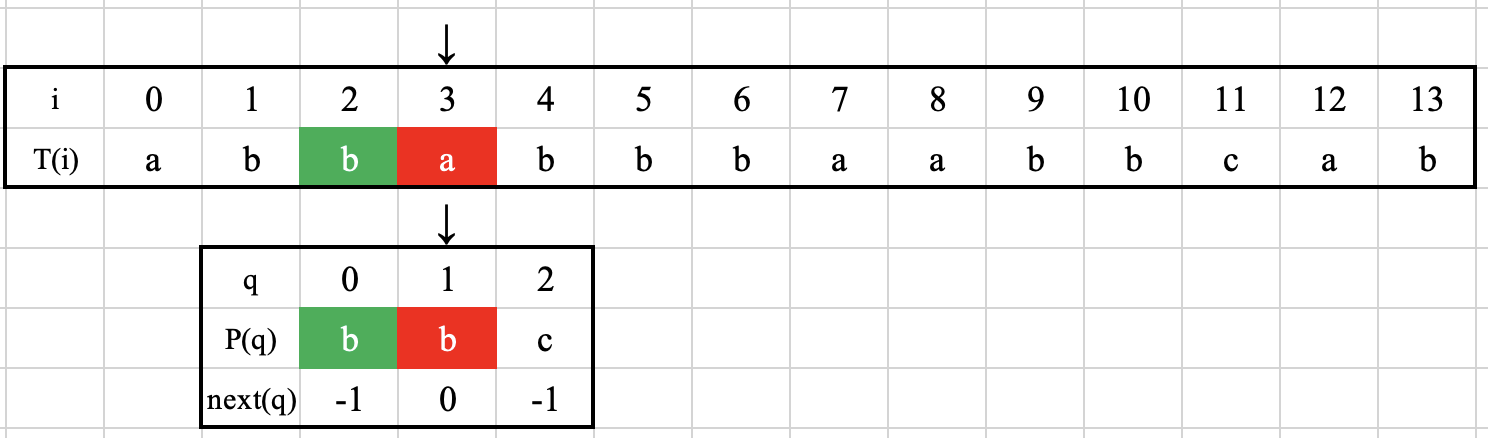 ↓
i 0 1 2 3 4 5 6 7 8 9 10 11 12 13
T(i) a b b a b b b a a b b c a b
↓
q 0 1 2
P(q) b b c
next(q) -1 0 -1